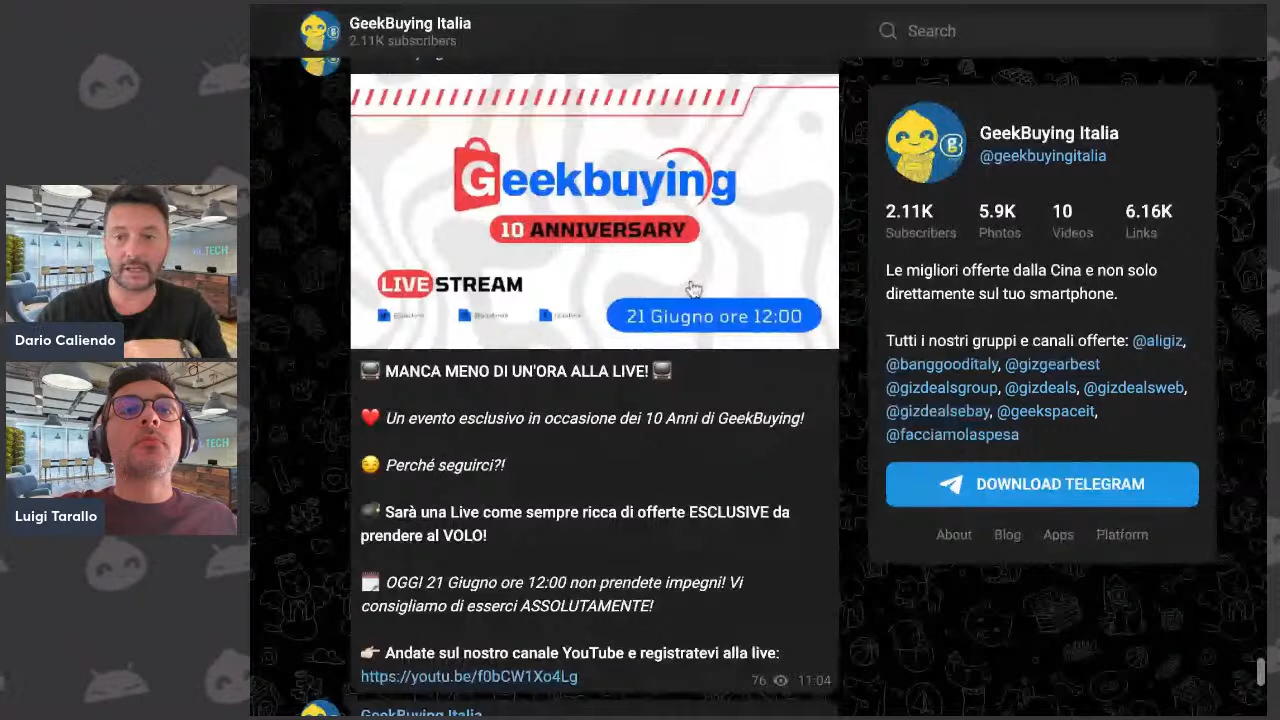 GeekBuying Italia
2.11K subscribers
Search
Geekbuying
10 ANNIVERSARY
LIVE STREAM
21 Giugno ore 12:00
MANCA MENO DI UN'ORA ALLA LIVE!
Un evento esclusivo in occasione dei 10 Anni di GeekBuying!
Perché seguirci?!
Sarà una Live come sempre ricca di offerte ESCLUSIVE da
prendere al VOLO!
OGGI 21 Giugno ore 12:00 non prendete impegni! Vi
consigliamo di esserci ASSOLUTAMENTE!
Andate sul nostro canale YouTube e registratevi alla live:
https://youtu.be/f0bCW1Xo4Lg
76 11:04
GeekBuying Italia
GeekBuying Italia
@geekbuyingitalia
2.11K 5.9K 10 6.16K
Subscribers Photos Videos Links
Le migliori offerte dalla Cina e non solo
direttamente sul tuo smartphone.
Tutti i nostri gruppi e canali offerte: @aligiz,
@banggooditaly, @gizgearbest
@gizdealsgroup, @gizdeals, @gizdealsweb,
@gizdealsebay, @geekspaceit,
@facciamolaspesa
DOWNLOAD TELEGRAM
About Blog Apps Platform
.TECH
Dario Caliendo
.TECH
Luigi Tarallo